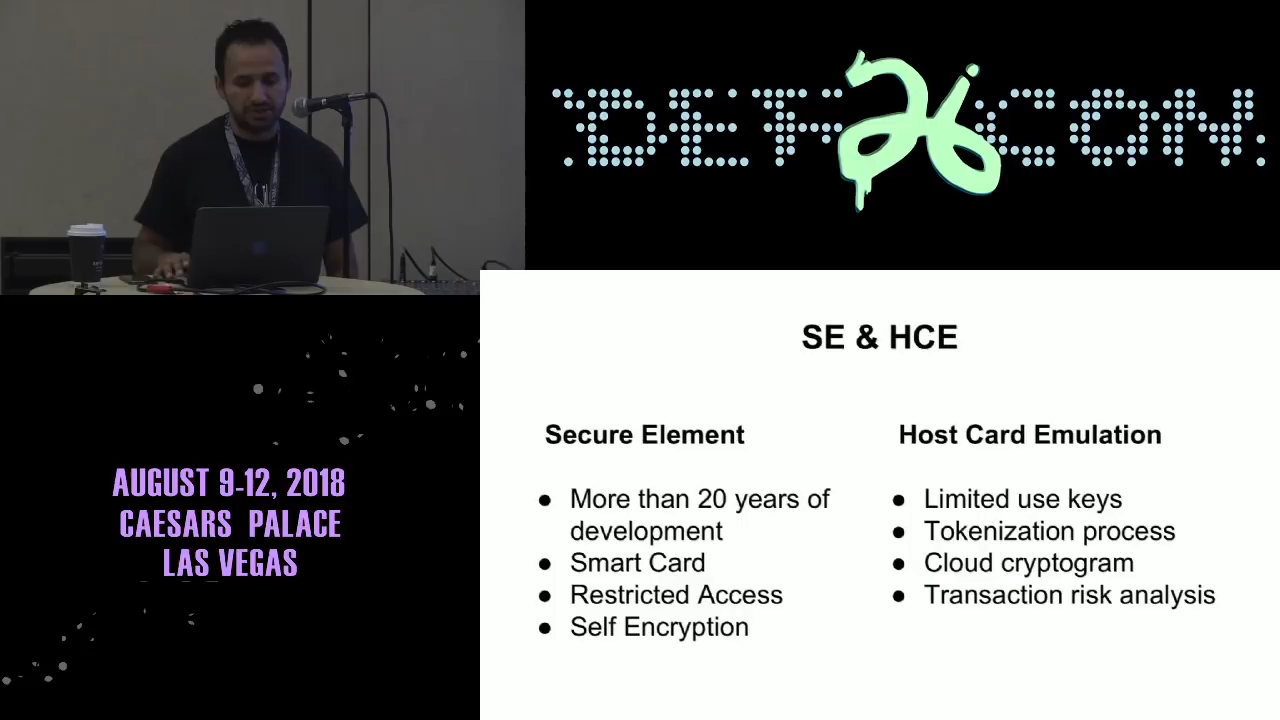 DEF 26 CON
AUGUST 9-12, 2018
CAESARS PALACE
LAS VEGAS
SE & HCE
Secure Element
● More than 20 years of
development
● Smart Card
● Restricted Access
● Self Encryption
Host Card Emulation
● Limited use keys
● Tokenization process
● Cloud cryptogram
● Transaction risk analysis